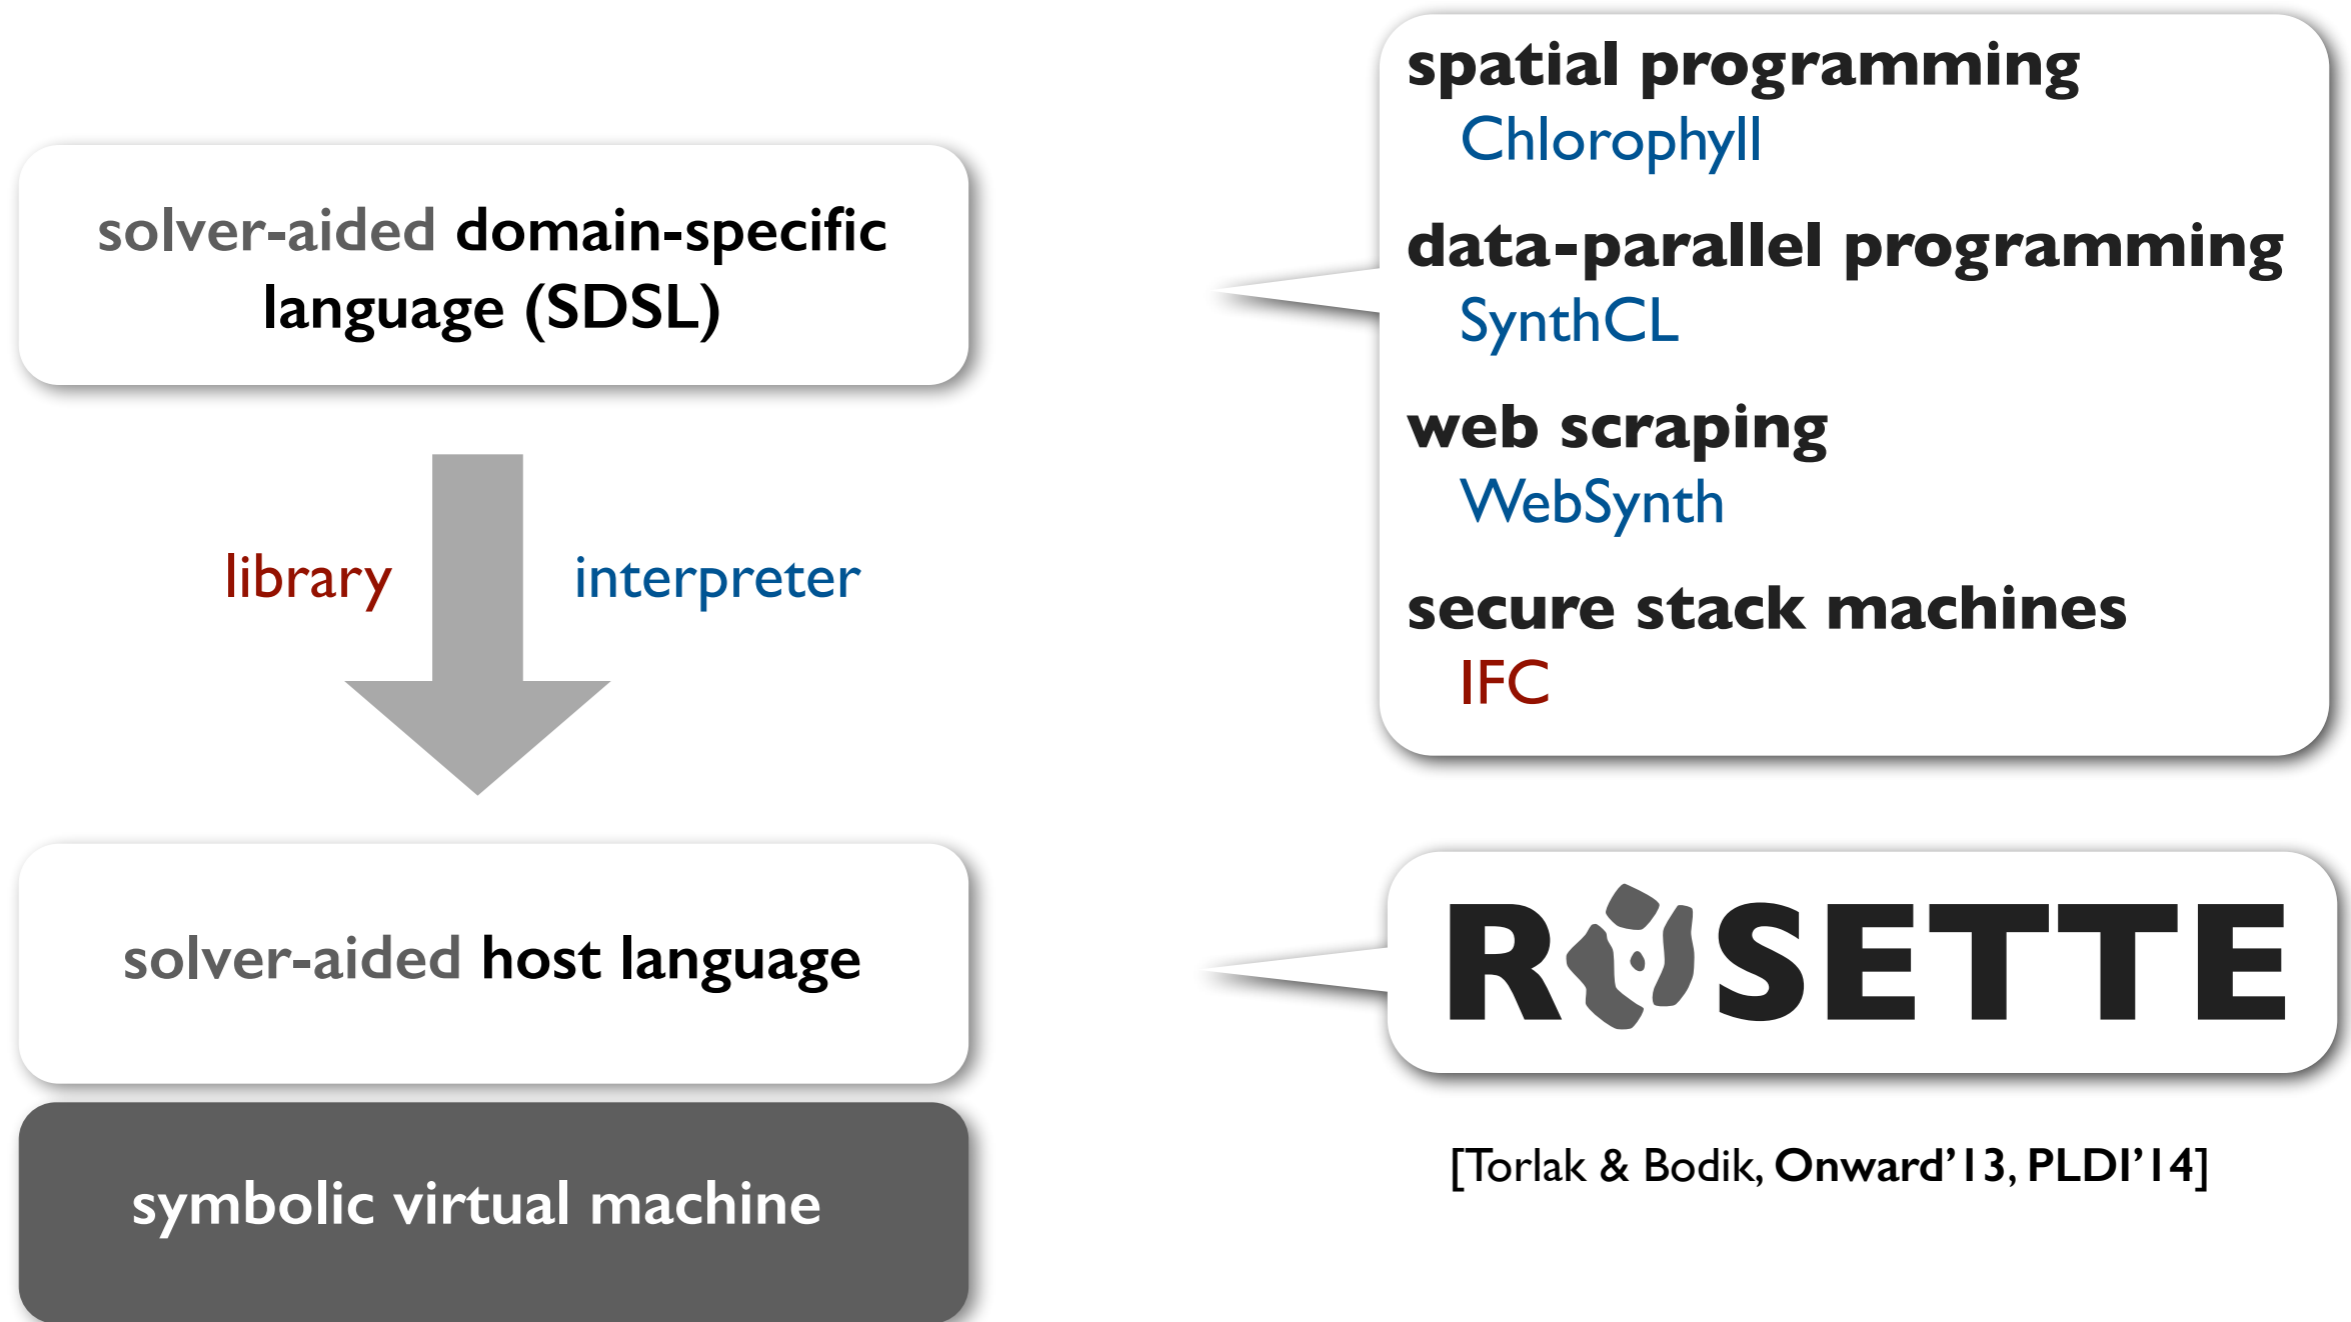 solver-aided domain-specific
language (SDSL)
library
interpreter
solver-aided host language
symbolic virtual machine
spatial programming
Chlorophyll
data-parallel programming
SynthCL
web scraping
WebSynth
secure stack machines
IFC
ROSETTE
[Torlak & Bodik, Onward’13, PLDI’14]